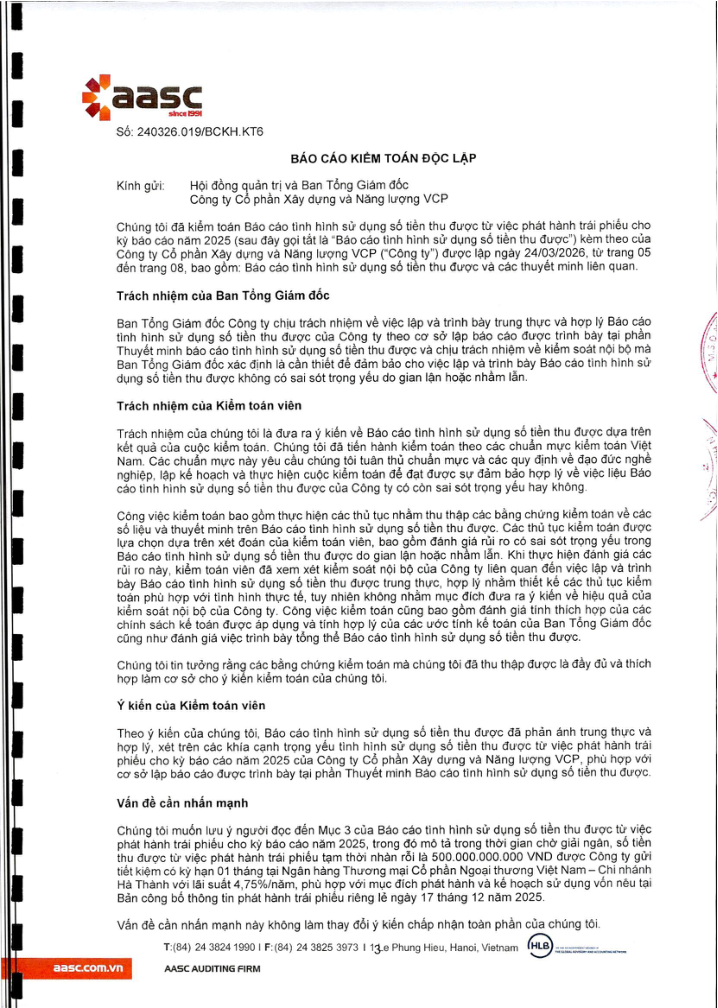 aasc
since 1991
Số: 240326.019/BCKH.KT6
BÁO CÁO KIỂM TOÁN ĐỘC LẬP
Kính gửi: Hội đồng quản trị và Ban Tổng Giám đốc
Công ty Cổ phần Xây dựng và Năng lượng VCP
Chúng tôi đã kiểm toán Báo cáo tình hình sử dụng số tiền thu được từ việc phát hành trái phiếu cho
kỳ báo cáo năm 2025 (sau đây gọi tắt là “Báo cáo tình hình sử dụng số tiền thu được”) kèm theo của
Công ty Cổ phần Xây dựng và Năng lượng VCP (“Công ty”) được lập ngày 24/03/2026, từ trang 05
đến trang 08, bao gồm: Báo cáo tình hình sử dụng số tiền thu được và các thuyết minh liên quan.
Trách nhiệm của Ban Tổng Giám đốc
Ban Tổng Giám đốc Công ty chịu trách nhiệm về việc lập và trình bày trung thực và hợp lý Báo cáo
tình hình sử dụng số tiền thu được của Công ty theo cơ sở lập báo cáo được trình bày tại phần
Thuyết minh báo cáo tình hình sử dụng số tiền thu được và chịu trách nhiệm về kiểm soát nội bộ mà
Ban Tổng Giám đốc xác định là cần thiết để đảm bảo cho việc lập và trình bày Báo cáo tình hình sử
dụng số tiền thu được không có sai sót trọng yếu do gian lận hoặc nhầm lẫn.
Trách nhiệm của Kiểm toán viên
Trách nhiệm của chúng tôi là đưa ra ý kiến về Báo cáo tình hình sử dụng số tiền thu được dựa trên
kết quả của cuộc kiểm toán. Chúng tôi đã tiến hành kiểm toán theo các chuẩn mực kiểm toán Việt
Nam. Các chuẩn mực này yêu cầu chúng tôi tuân thủ chuẩn mực và các quy định về đạo đức nghề
nghiệp, lập kế hoạch và thực hiện cuộc kiểm toán để đạt được sự đảm bảo hợp lý về việc liệu Báo
cáo tình hình sử dụng số tiền thu được của Công ty có còn sai sót trọng yếu hay không.
Công việc kiểm toán bao gồm thực hiện các thủ tục nhằm thu thập các bằng chứng kiểm toán về các
số liệu và thuyết minh trên Báo cáo tình hình sử dụng số tiền thu được. Các thủ tục kiểm toán được
lựa chọn dựa trên xét đoán của kiểm toán viên, bao gồm đánh giá rủi ro có sai sót trọng yếu trong
Báo cáo tình hình sử dụng số tiền thu được do gian lận hoặc nhầm lẫn. Khi thực hiện đánh giá các
rủi ro này, kiểm toán viên đã xem xét kiểm soát nội bộ của Công ty liên quan đến việc lập và trình
bày Báo cáo tình hình sử dụng số tiền thu được trung thực, hợp lý nhằm thiết kế các thủ tục kiểm
toán phù hợp với tình hình thực tế, tuy nhiên không nhằm mục đích đưa ra ý kiến về hiệu quả của
kiểm soát nội bộ của Công ty. Công việc kiểm toán cũng bao gồm đánh giá tính thích hợp của các
chính sách kế toán được áp dụng và tính hợp lý của các ước tính kế toán của Ban Tổng Giám đốc
cũng như đánh giá việc trình bày tổng thể Báo cáo tình hình sử dụng số tiền thu được.
Chúng tôi tin tưởng rằng các bằng chứng kiểm toán mà chúng tôi đã thu thập được là đầy đủ và thích
hợp làm cơ sở cho ý kiến kiểm toán của chúng tôi.
Ý kiến của Kiểm toán viên
Theo ý kiến của chúng tôi, Báo cáo tình hình sử dụng số tiền thu được đã phản ánh trung thực và
hợp lý, xét trên các khía cạnh trọng yếu tình hình sử dụng số tiền thu được từ việc phát hành trái
phiếu cho kỳ báo cáo năm 2025 của Công ty Cổ phần Xây dựng và Năng lượng VCP, phù hợp với
cơ sở lập báo cáo được trình bày tại phần Thuyết minh Báo cáo tình hình sử dụng số tiền thu được.
Vấn đề cần nhấn mạnh
Chúng tôi muốn lưu ý người đọc đến Mục 3 của Báo cáo tình hình sử dụng số tiền thu được từ việc
phát hành trái phiếu cho kỳ báo cáo năm 2025, trong đó mô tả trong thời gian chờ giải ngân, số tiền
thu được từ việc phát hành trái phiếu tạm thời nhàn rỗi là 500.000.000.000 VND được Công ty gửi
tiết kiệm có kỳ hạn 01 tháng tại Ngân hàng Thương mại Cổ phần Ngoại thương Việt Nam – Chi nhánh
Hà Thành với lãi suất 4,75%/năm, phù hợp với mục đích phát hành và kế hoạch sử dụng vốn nêu tại
Bản công bố thông tin phát hành trái phiếu riêng lẻ ngày 17 tháng 12 năm 2025.
Vấn đề cần nhấn mạnh này không làm thay đổi ý kiến chấp nhận toàn phần của chúng tôi.
T:(84) 24 3824 1990 I F:(84) 24 3825 3973 I 1 Le Phung Hieu, Hanoi, Vietnam
HLB
aasc.com.vn
AASC AUDITING FIRM